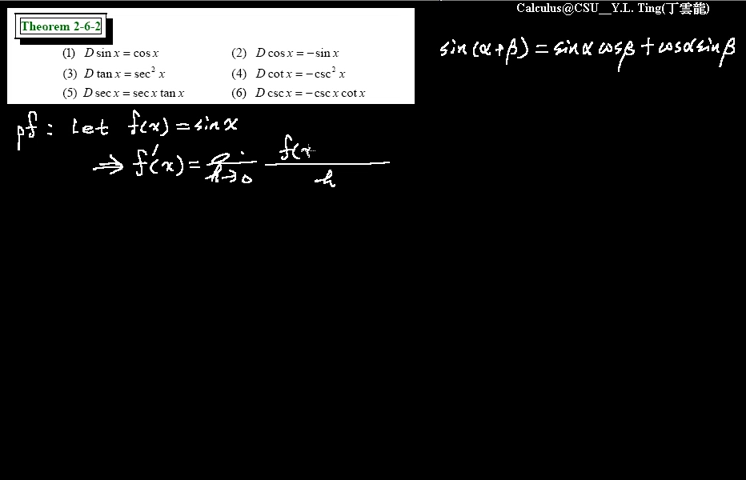 Calculus@CSU__Y.L. Ting(丁雲龍)
Theorem 2-6-2
(1) D sin x = cos x (2) D cos x = −sin x
(3) D tan x = sec² x (4) D cot x = −csc² x
(5) D sec x = sec x tan x (6) D csc x = −csc x cot x
sin(α+β) = sinα cosβ + cosα sinβ
pf : Let f(x) = sin x
⇒ f'(x) = lim h→0 f(x / h